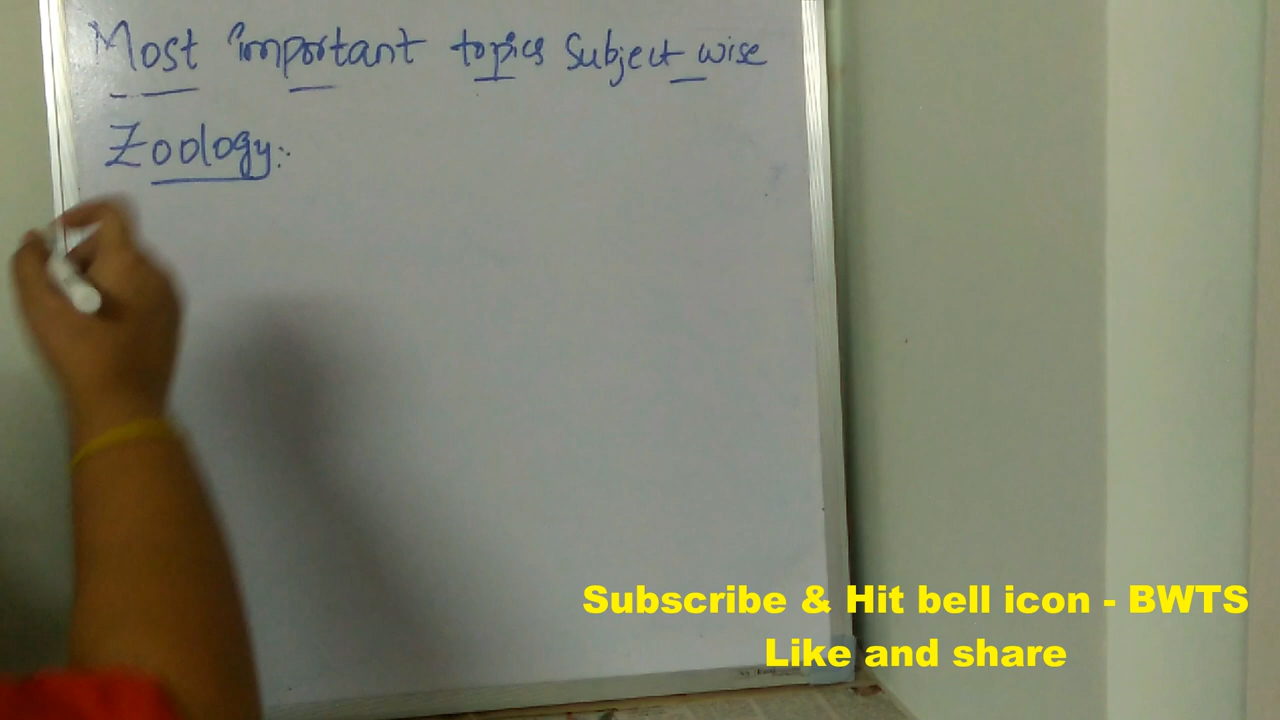 Most important topics Subject wise
Zoology:
Subscribe & Hit bell icon - BWTS
Like and share